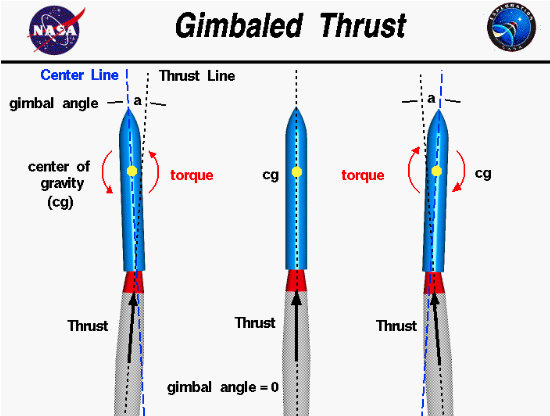 NASA
Gimbaled Thrust
EXPLORATION
Center Line
Thrust Line
gimbal angle
a
a
center of
gravity
(cg)
torque
cg
torque
cg
Thrust
Thrust
Thrust
gimbal angle = 0